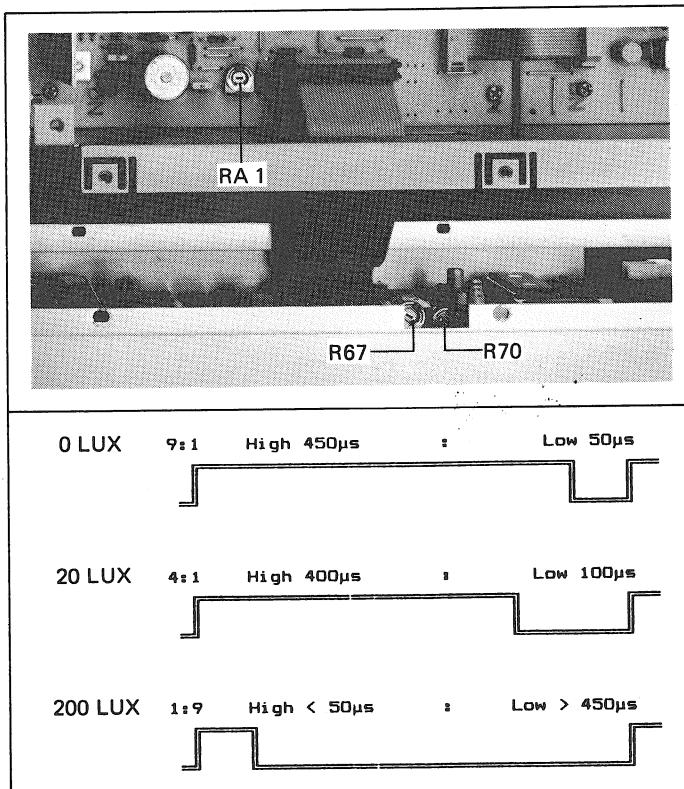 RA 1
R67
R70
0 LUX 9:1 High 450µs : Low 50µs
20 LUX 4:1 High 400µs : Low 100µs
200 LUX 1:9 High < 50µs : Low > 450µs